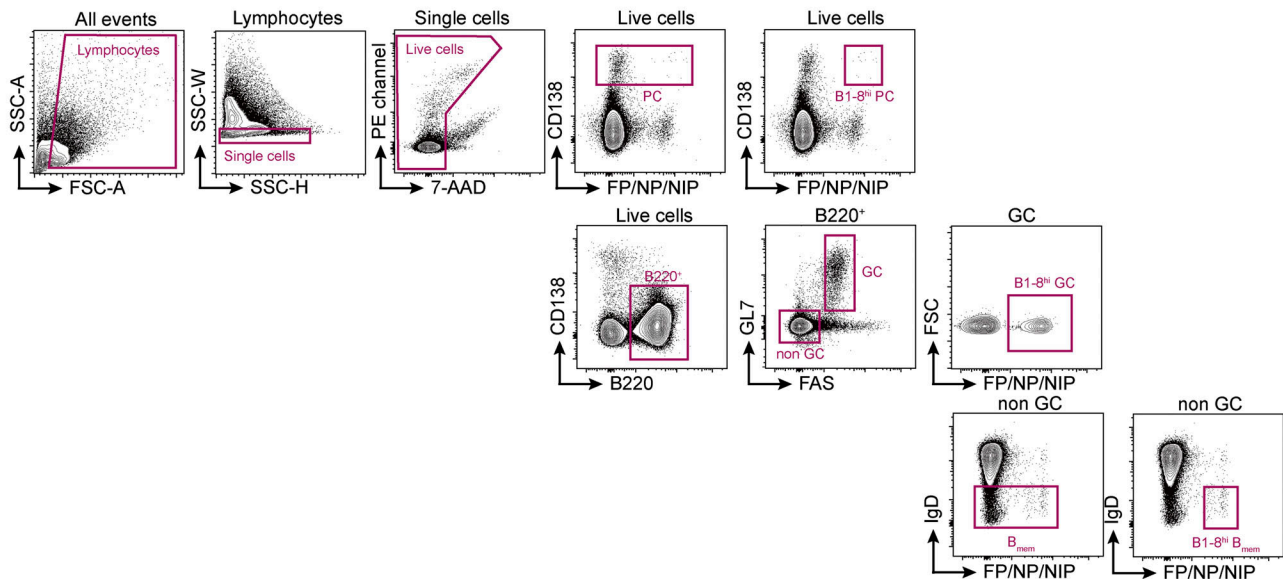 All events
Lymphocytes
SSC-A
FSC-A
Lymphocytes
Single cells
SSC-W
SSC-H
Single cells
Live cells
PE channel
7-AAD
Live cells
PC
CD138
FP/NP/NIP
Live cells
B1-8hi PC
CD138
FP/NP/NIP
Live cells
B220+
CD138
B220
B220+
GC
non GC
GL7
FAS
GC
B1-8hi GC
FSC
FP/NP/NIP
non GC
Bmem
IgD
FP/NP/NIP
non GC
B1-8hi Bmem
IgD
FP/NP/NIP